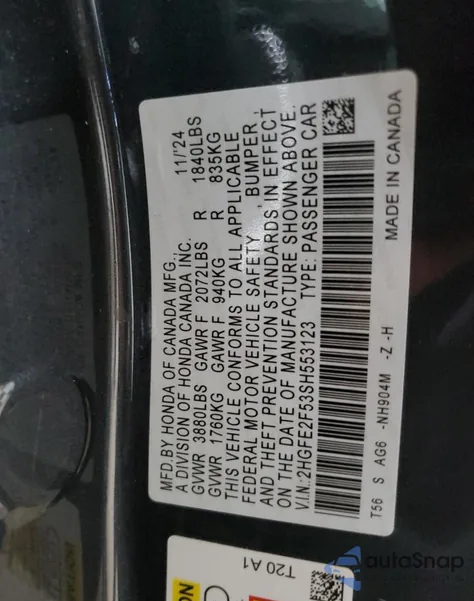 MFD.BY HONDA OF CANADA MFG., 11/'24
A DIVISION OF HONDA CANADA INC.
GVWR 3880LBS GAWR F 2072LBS R 1840LBS
GVWR 1760KG GAWR F 940KG R 835KG
THIS VEHICLE CONFORMS TO ALL APPLICABLE
FEDERAL MOTOR VEHICLE SAFETY, BUMPER,
AND THEFT PREVENTION STANDARDS IN EFFECT
ON THE DATE OF MANUFACTURE SHOWN ABOVE.
V.I.N.:2HGFE2F53SH553123 TYPE: PASSENGER CAR
T56 S AG6 -NH904M -Z -H MADE IN CANADA
T20 A1
autoSnap